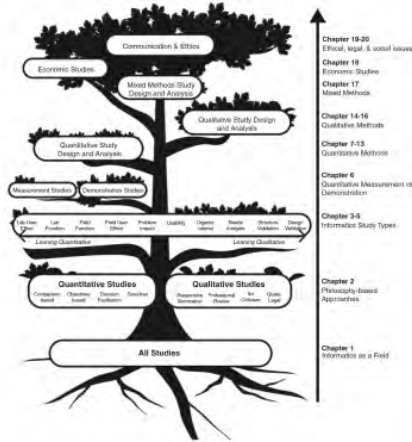 Communication & Ethics
Economic Studies
Mixed Methods Study
Design and Analysis
Qualitative Study Design
and Analysis
Quantitative Study
Design and Analysis
Measurement Studies
Demonstration Studies
Lab User
Effect
Lab
Function
Field
Function
Field User
Effect
Problem
Impact
Usability
Needs
Analysis
Structure
Validation
Design
Validation
Leaning Quantitative
Leaning Qualitative
Quantitative Studies
Comparison-
based
Objectives-
based
Decision
Facilitation
Goal-free
Qualitative Studies
Responsive
Professional
Review
Art
Criticism
Quasi-
Legal
All Studies
Chapter 19-20
Ethical, legal, & social issues
Chapter 18
Economic Studies
Chapter 17
Mixed Methods
Chapter 14-16
Qualitative Methods
Chapter 7-13
Quantitative Methods
Chapter 6
Quantitative Measurement
Demonstration
Chapter 3-5
Informatics Study Types
Chapter 2
Philosophy-based
Approaches
Chapter 1
Informatics as a Field